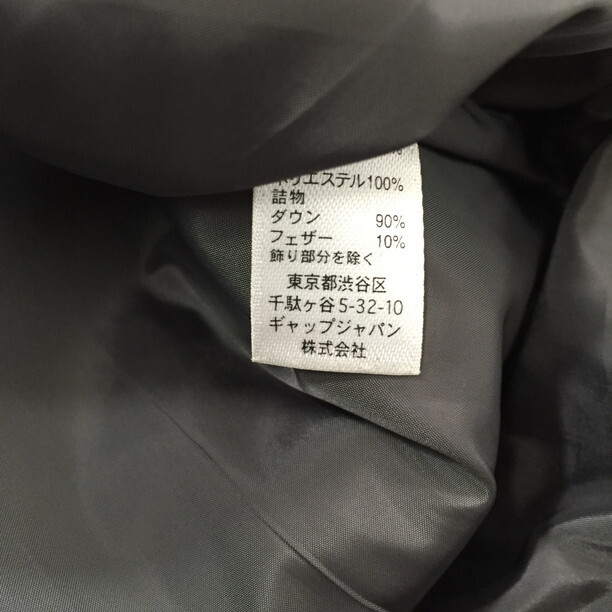 ポリエステル100%
詰物
ダウン 90%
フェザー 10%
飾り部分を除く
東京都渋谷区
千駄ヶ谷5-32-10
ギャップジャパン
株式会社